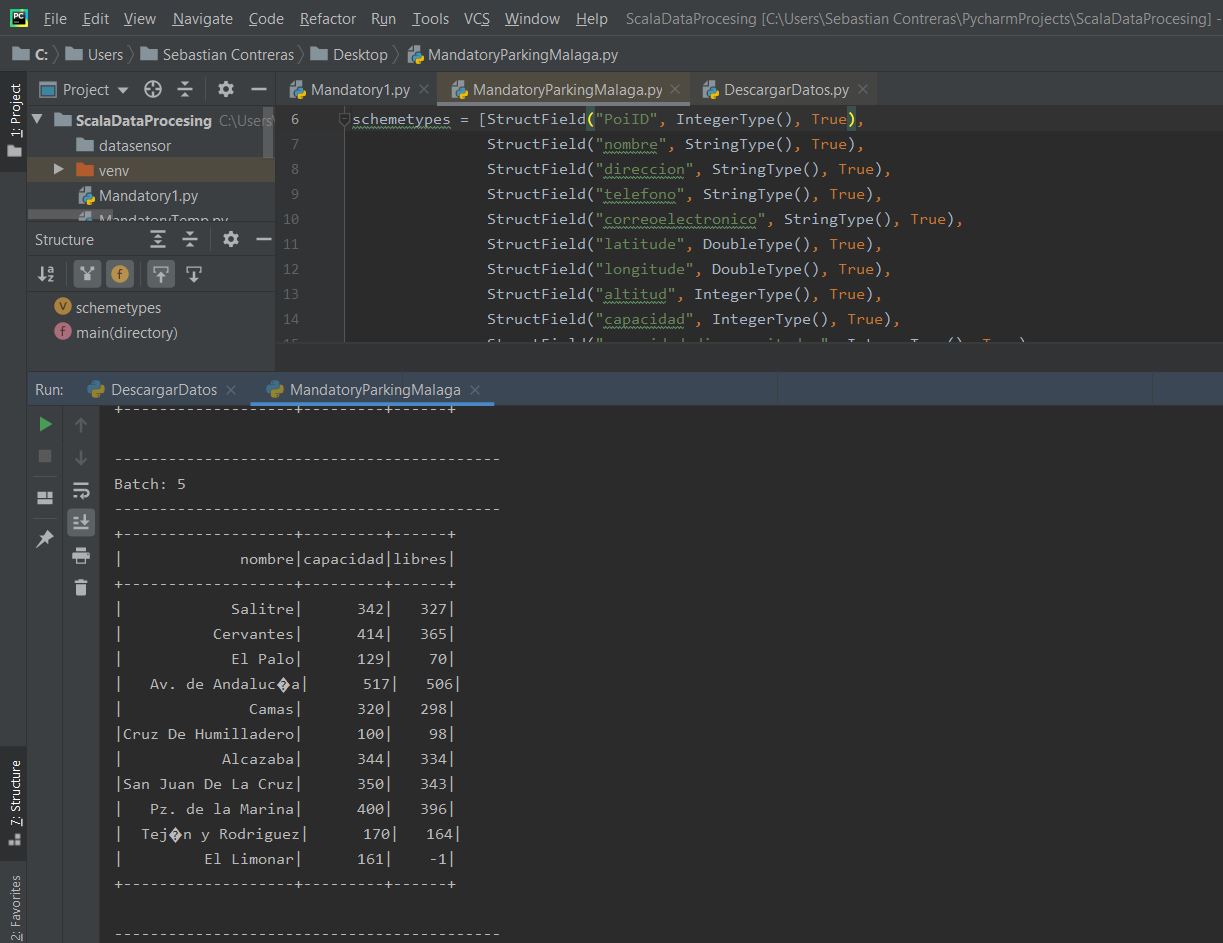 PC File Edit View Navigate Code Refactor Run Tools VCS Window Help ScalaDataProcesing [C:\Users\Sebastian Contreras\PycharmProjects\ScalaDataProcesing] -
C: Users Sebastian Contreras Desktop MandatoryParkingMalaga.py
1: Project
Project
Mandatory1.py MandatoryParkingMalaga.py DescargarDatos.py
ScalaDataProcesing C:\Users
datasensor
venv
Mandatory1.py
MandatoryTemp.py
Structure
schemetypes
main(directory)
6 schemetypes = [StructField("PoiID", IntegerType(), True),
7 StructField("nombre", StringType(), True),
8 StructField("direccion", StringType(), True),
9 StructField("telefono", StringType(), True),
10 StructField("correoelectronico", StringType(), True),
11 StructField("latitude", DoubleType(), True),
12 StructField("longitude", DoubleType(), True),
13 StructField("altitud", IntegerType(), True),
14 StructField("capacidad", IntegerType(), True),
Run: DescargarDatos MandatoryParkingMalaga
+-------------------+---------+------+
-------------------------------------------
Batch: 5
-------------------------------------------
+-------------------+---------+------+
| nombre|capacidad|libres|
+-------------------+---------+------+
| Salitre| 342| 327|
| Cervantes| 414| 365|
| El Palo| 129| 70|
| Av. de Andaluc�a| 517| 506|
| Camas| 320| 298|
|Cruz De Humilladero| 100| 98|
| Alcazaba| 344| 334|
|San Juan De La Cruz| 350| 343|
| Pz. de la Marina| 400| 396|
| Tej�n y Rodriguez| 170| 164|
| El Limonar| 161| -1|
+-------------------+---------+------+
-------------------------------------------
7: Structure
2: Favorites